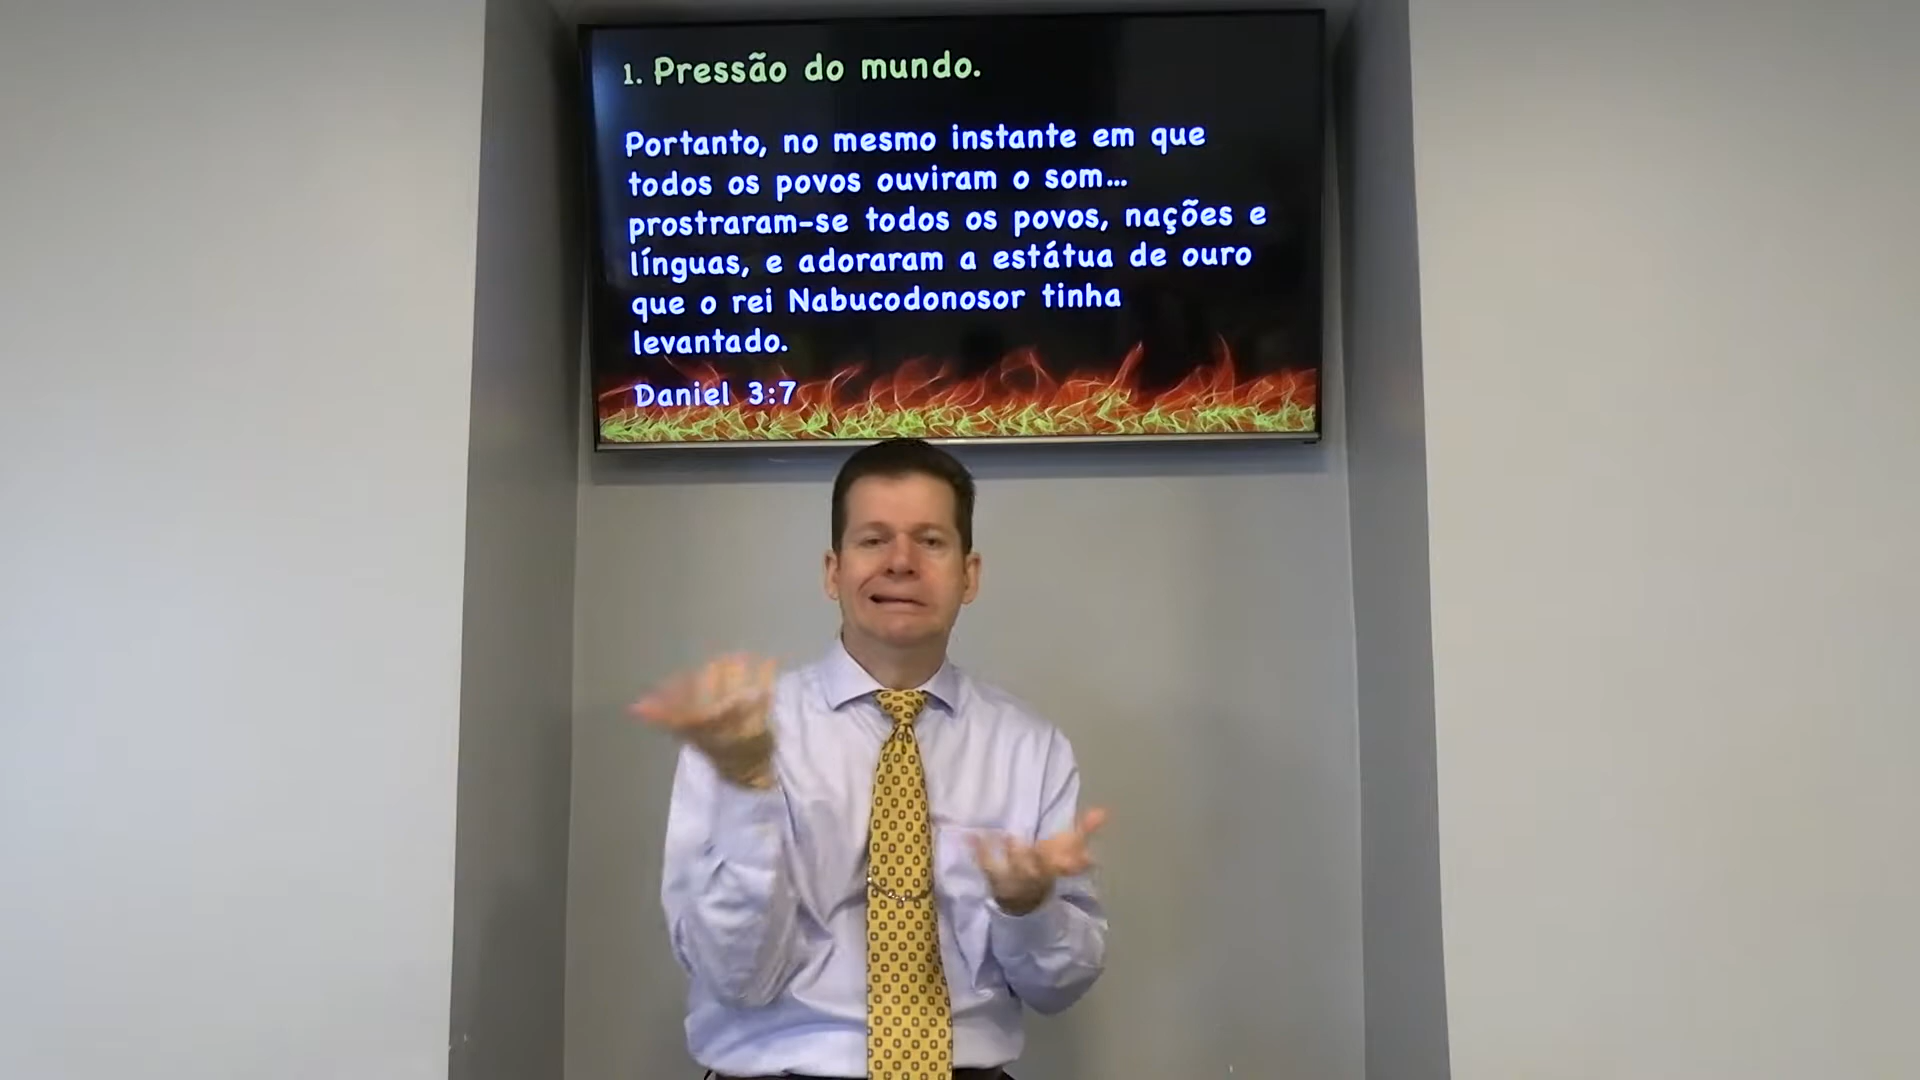 1. Pressão do mundo.
Portanto, no mesmo instante em que
todos os povos ouviram o som...
prostraram-se todos os povos, nações e
línguas, e adoraram a estátua de ouro
que o rei Nabucodonosor tinha
levantado.
Daniel 3:7